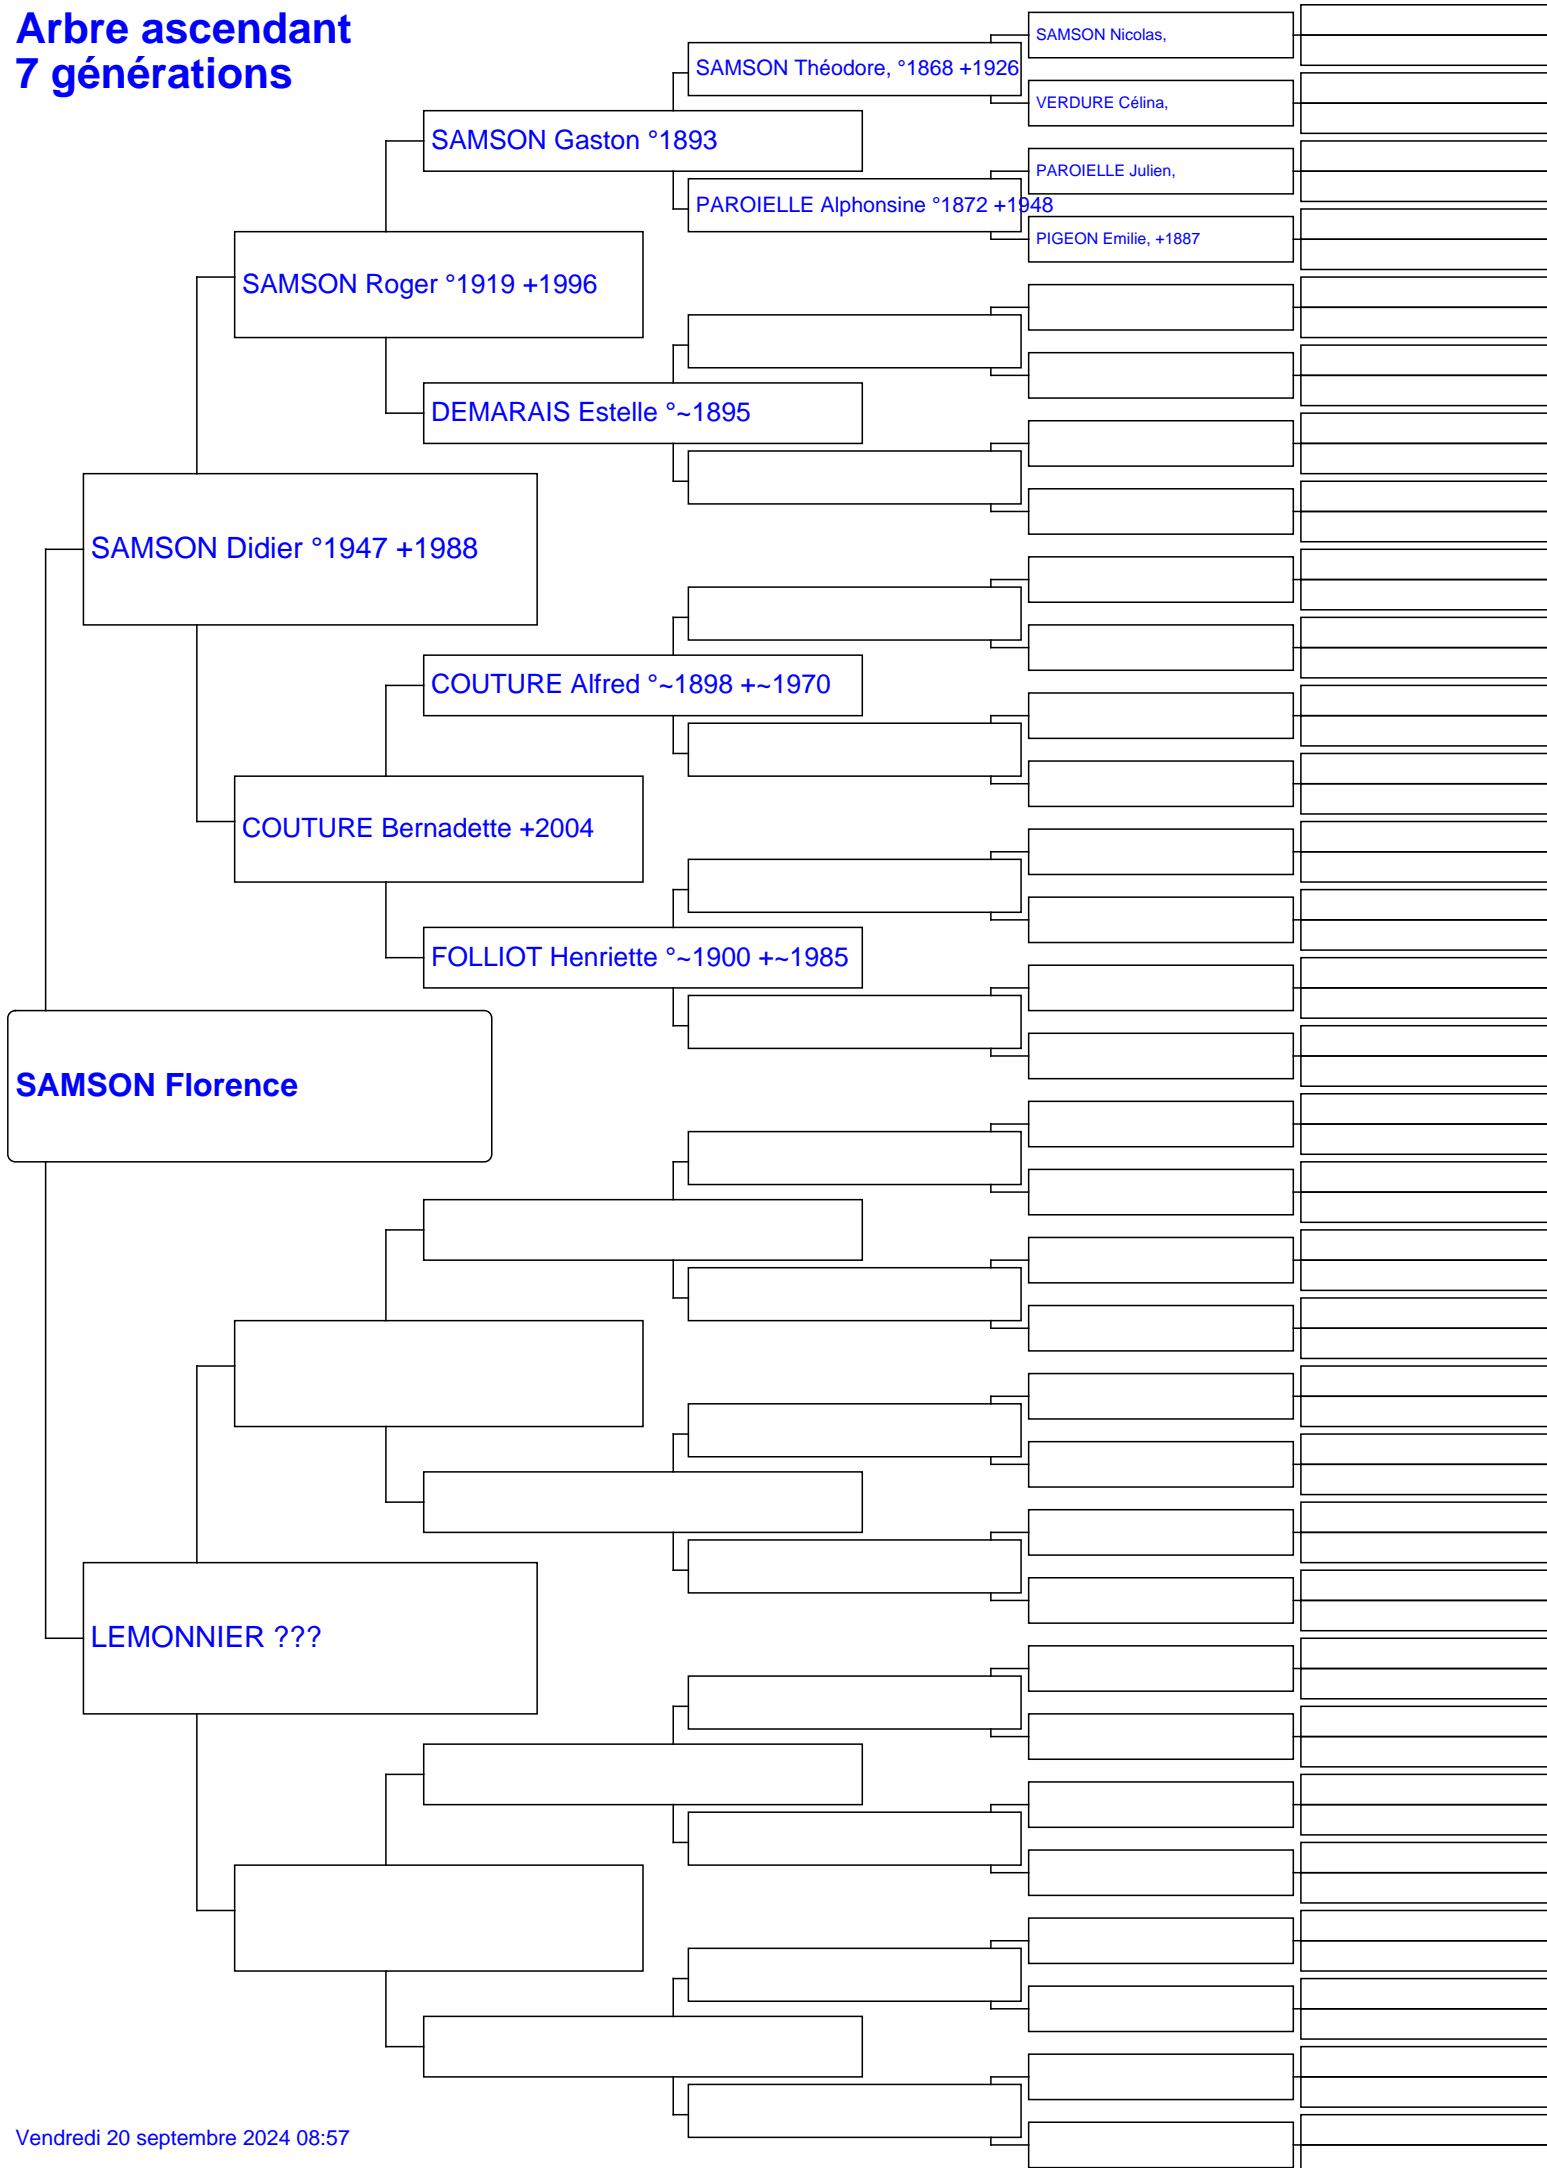 Arbre ascendant
7 générations
SAMSON Nicolas,
SAMSON Théodore, °1868 +1926
VERDURE Célina,
SAMSON Gaston °1893
PAROIELLE Julien,
PAROIELLE Alphonsine °1872 +1948
PIGEON Emilie, +1887
SAMSON Roger °1919 +1996
DEMARAIS Estelle °~1895
SAMSON Didier °1947 +1988
COUTURE Alfred °~1898 +~1970
COUTURE Bernadette +2004
FOLLIOT Henriette °~1900 +~1985
SAMSON Florence
LEMONNIER ???
Vendredi 20 septembre 2024 08:57